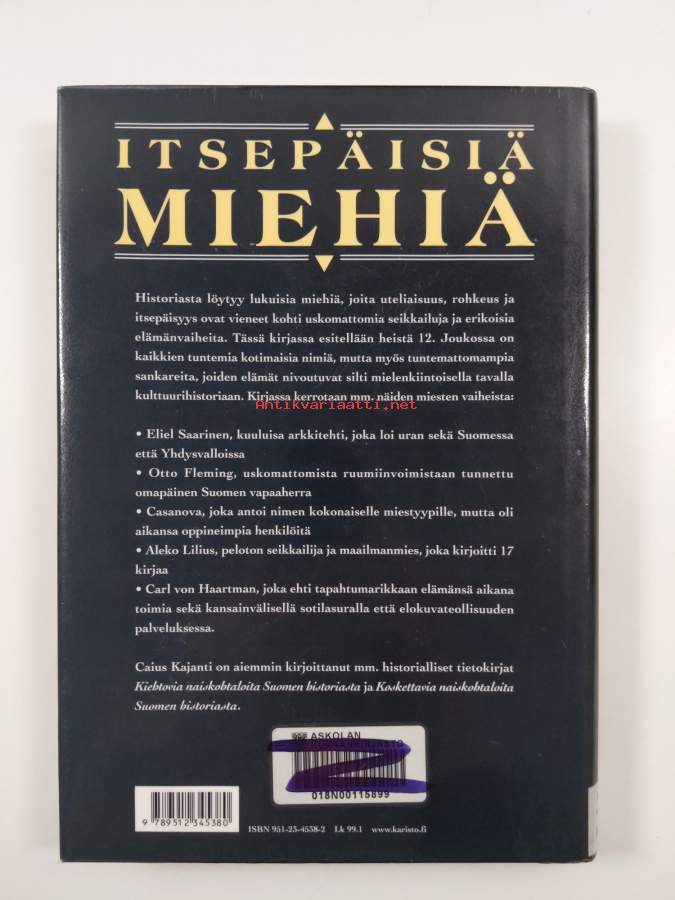 ITSEPÄISIÄ
MIEHIÄ
Historiasta löytyy lukuisia miehiä, joita uteliaisuus, rohkeus ja
itsepäisyys ovat vieneet kohti uskomattomia seikkailuja ja erikoisia
elämänvaiheita. Tässä kirjassa esitellään heistä 12. Joukossa on
kaikkien tuntemia kotimaisia nimiä, mutta myös tuntemattomampia
sankareita, joiden elämät nivoutuvat silti mielenkiintoisella tavalla
kulttuurihistoriaan. Kirjassa kerrotaan mm. näiden miesten vaiheista:
Antikvariaatti.net
• Eliel Saarinen, kuuluisa arkkitehti, joka loi uran sekä Suomessa
että Yhdysvalloissa
• Otto Fleming, uskomattomista ruumiinvoimistaan tunnettu
omapäinen Suomen vapaaherra
• Casanova, joka antoi nimen kokonaiselle miestyypille, mutta oli
aikansa oppineimpia henkilöitä
• Aleko Lilius, peloton seikkailija ja maailmanmies, joka kirjoitti 17
kirjaa
• Carl von Haartman, joka ehti tapahtumarikkaan elämänsä aikana
toimia sekä kansainvälisellä sotilasuralla että elokuvateollisuuden
palveluksessa.
Caius Kajanti on aiemmin kirjoittanut mm. historialliset tietokirjat
Kiehtovia naiskohtaloita Suomen historiasta ja Koskettavia naiskohtaloita
Suomen historiasta.
ASKOLAN
018N00115899
9 789512 345380
ISBN 951-23-4538-2 Lk 99.1 www.karisto.fi